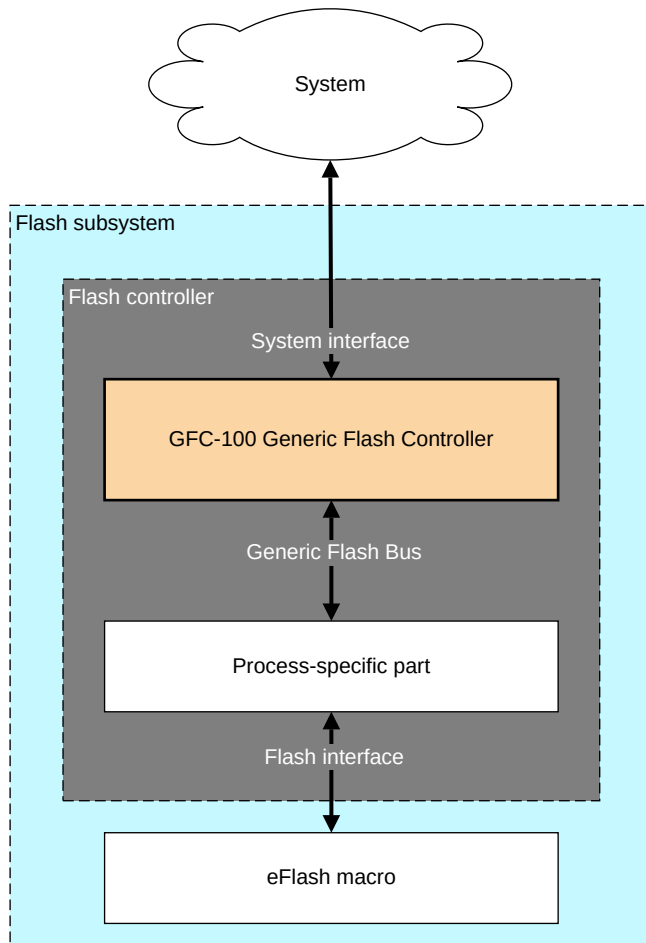 System
Flash subsystem
Flash controller
System interface
GFC-100 Generic Flash Controller
Generic Flash Bus
Process-specific part
Flash interface
eFlash macro